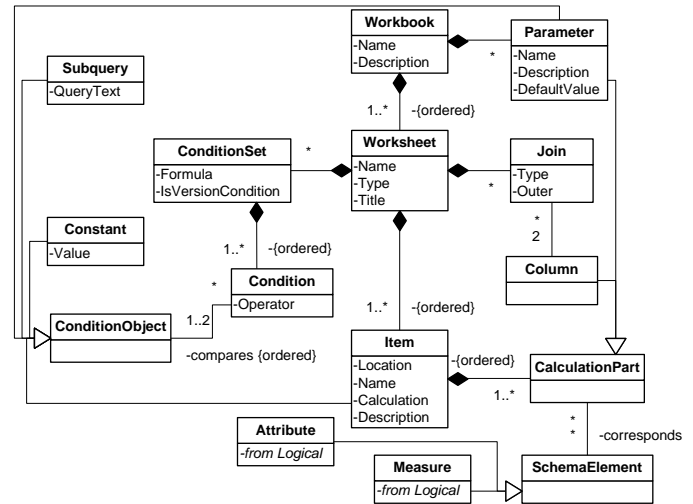 Workbook
-Name
-Description
*
Parameter
-Name
-Description
-DefaultValue
Subquery
-QueryText
1..*
-{ordered}
ConditionSet
-Formula
-IsVersionCondition
*
Worksheet
-Name
-Type
-Title
*
Join
-Type
-Outer
*
2
Constant
-Value
1..*
-{ordered}
Column
*
Condition
-Operator
1..*
-{ordered}
ConditionObject
1..2
-compares {ordered}
Item
-Location
-Name
-Calculation
-Description
-{ordered}
1..*
CalculationPart
Attribute
-from Logical
*
*
-corresponds
Measure
-from Logical
SchemaElement